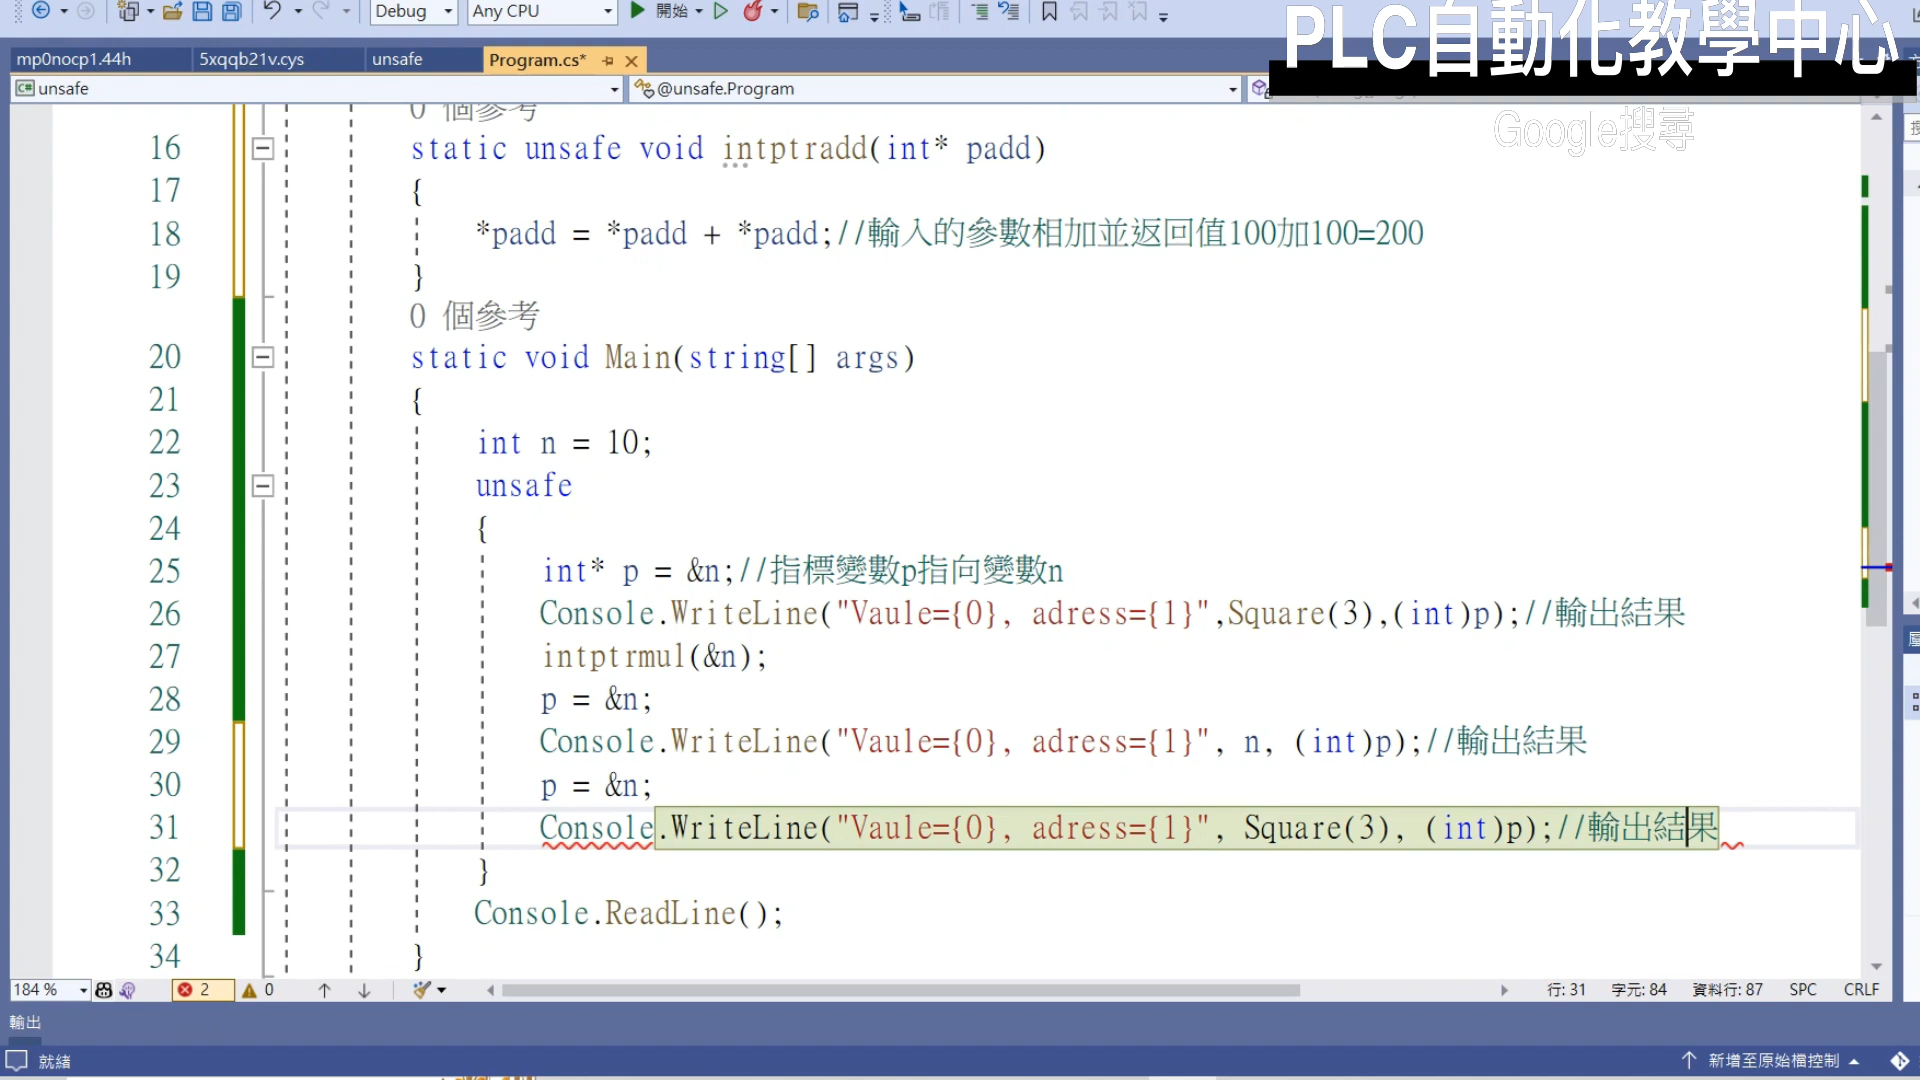 Debug
Any CPU
開始
PLC自動化教學中心
Google搜尋
mp0nocp1.44h
5xqqb21v.cys
unsafe
Program.cs*
unsafe
@unsafe.Program
0 個參考
16 static unsafe void intptradd(int* padd)
17 {
18 *padd = *padd + *padd;//輸入的參數相加並返回值100加100=200
19 }
0 個參考
20 static void Main(string[] args)
21 {
22 int n = 10;
23 unsafe
24 {
25 int* p = &n;//指標變數p指向變數n
26 Console.WriteLine("Vaule={0}, adress={1}",Square(3),(int)p);//輸出結果
27 intptrmul(&n);
28 p = &n;
29 Console.WriteLine("Vaule={0}, adress={1}", n, (int)p);//輸出結果
30 p = &n;
31 Console.WriteLine("Vaule={0}, adress={1}", Square(3), (int)p);//輸出結果
32 }
33 Console.ReadLine();
34 }
184 %
2
0
行: 31
字元: 84
資料行: 87
SPC
CRLF
輸出
就緒
新增至原始檔控制